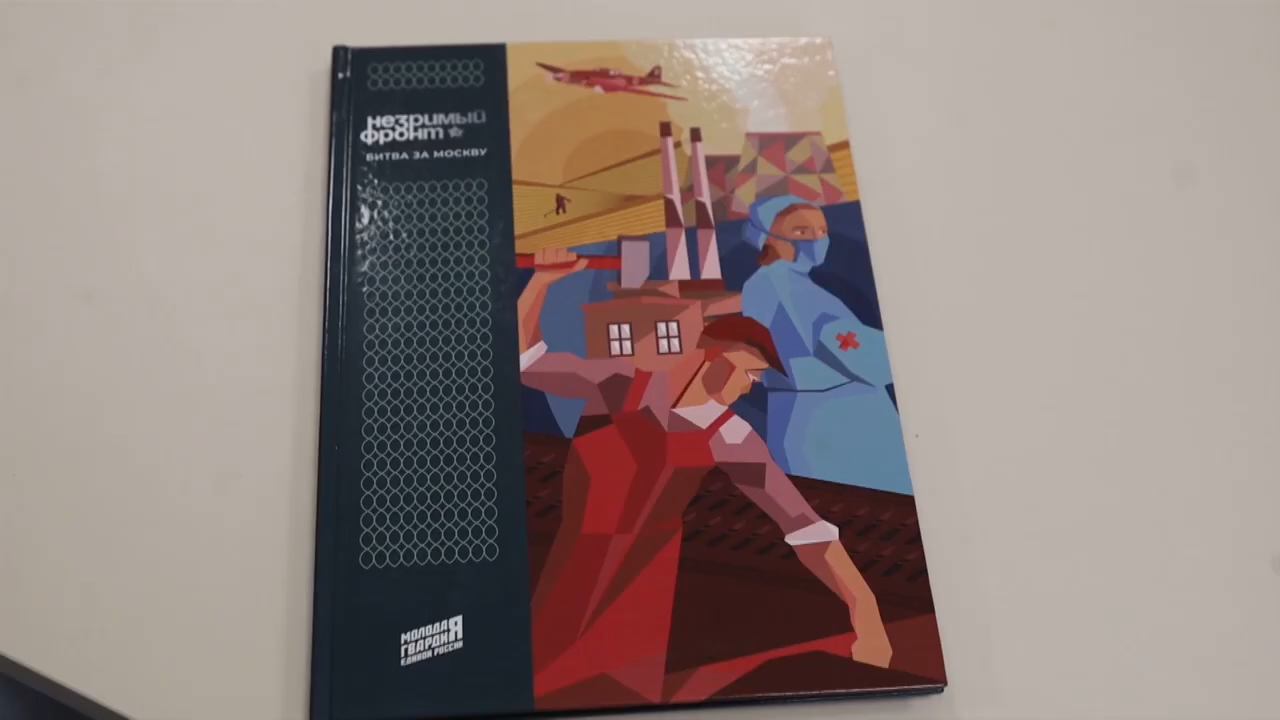 незримый
фронт
БИТВА ЗА МОСКВУ
МОЛОДАЯ
ГВАРДИЯ
ЕДИНОЙ РОССИИ